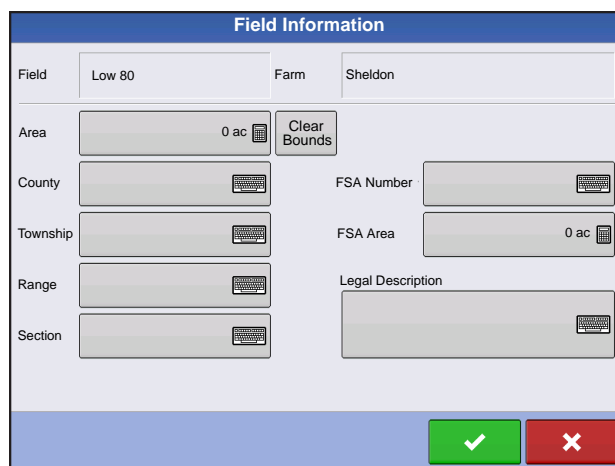 Field Information
Field Low 80 Farm Sheldon
Area 0 ac Clear Bounds
County FSA Number
Township FSA Area 0 ac
Range Legal Description
Section